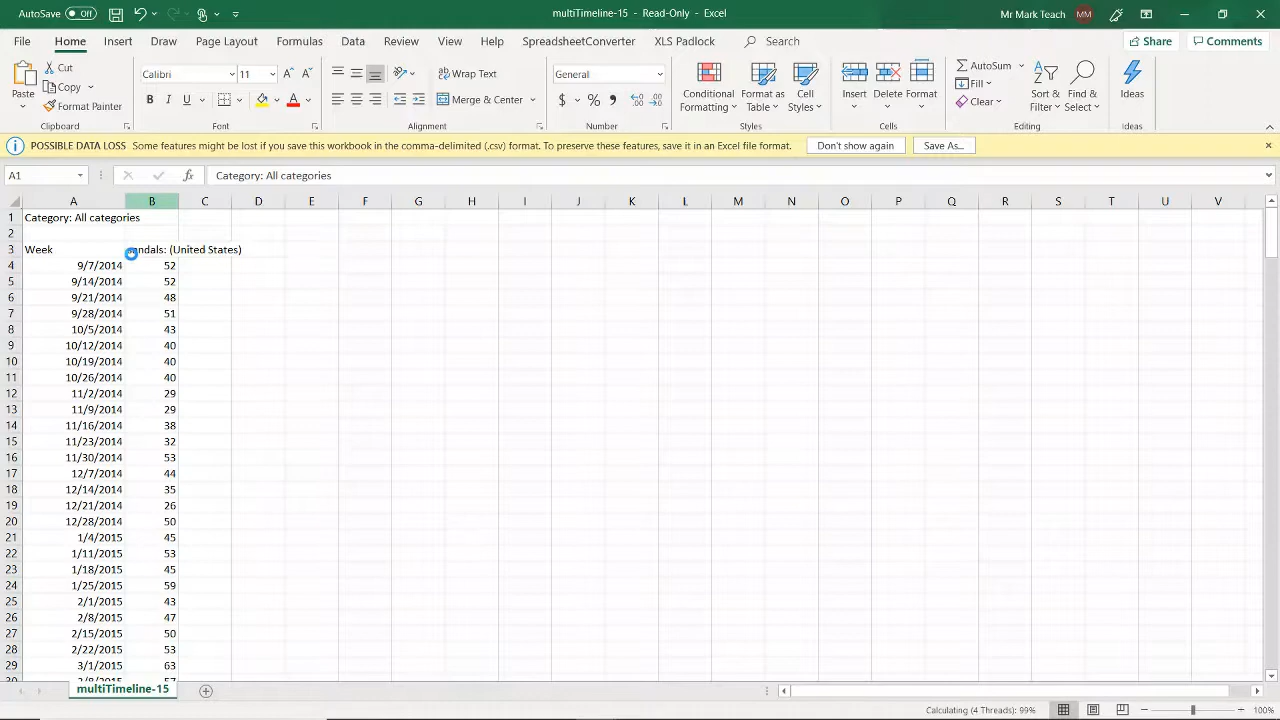 AutoSave Off
multiTimeline-15 - Read-Only - Excel
Mr Mark Teach MM
File Home Insert Draw Page Layout Formulas Data Review View Help SpreadsheetConverter XLS Padlock Search Share Comments
Paste Cut Copy Format Painter
Calibri 11
B I U
Wrap Text
Merge & Center
General
$ % ,
Conditional Formatting
Format as Table
Cell Styles
Insert Delete Format
AutoSum
Fill
Clear
Sort & Filter
Find & Select
Ideas
Clipboard Font Alignment Number Styles Cells Editing Ideas
POSSIBLE DATA LOSS Some features might be lost if you save this workbook in the comma-delimited (.csv) format. To preserve these features, save it in an Excel file format. Don't show again Save As...
A1 fx Category: All categories
A B C D E F G H I J K L M N O P Q R S T U V
1 Category: All categories
2
3 Week (United States)
4 9/7/2014 52
5 9/14/2014 52
6 9/21/2014 48
7 9/28/2014 51
8 10/5/2014 43
9 10/12/2014 40
10 10/19/2014 40
11 10/26/2014 40
12 11/2/2014 29
13 11/9/2014 29
14 11/16/2014 38
15 11/23/2014 32
16 11/30/2014 53
17 12/7/2014 44
18 12/14/2014 35
19 12/21/2014 26
20 12/28/2014 50
21 1/4/2015 45
22 1/11/2015 53
23 1/18/2015 45
24 1/25/2015 59
25 2/1/2015 43
26 2/8/2015 47
27 2/15/2015 50
28 2/22/2015 53
29 3/1/2015 63
multiTimeline-15
Calculating (4 Threads): 99% 100%